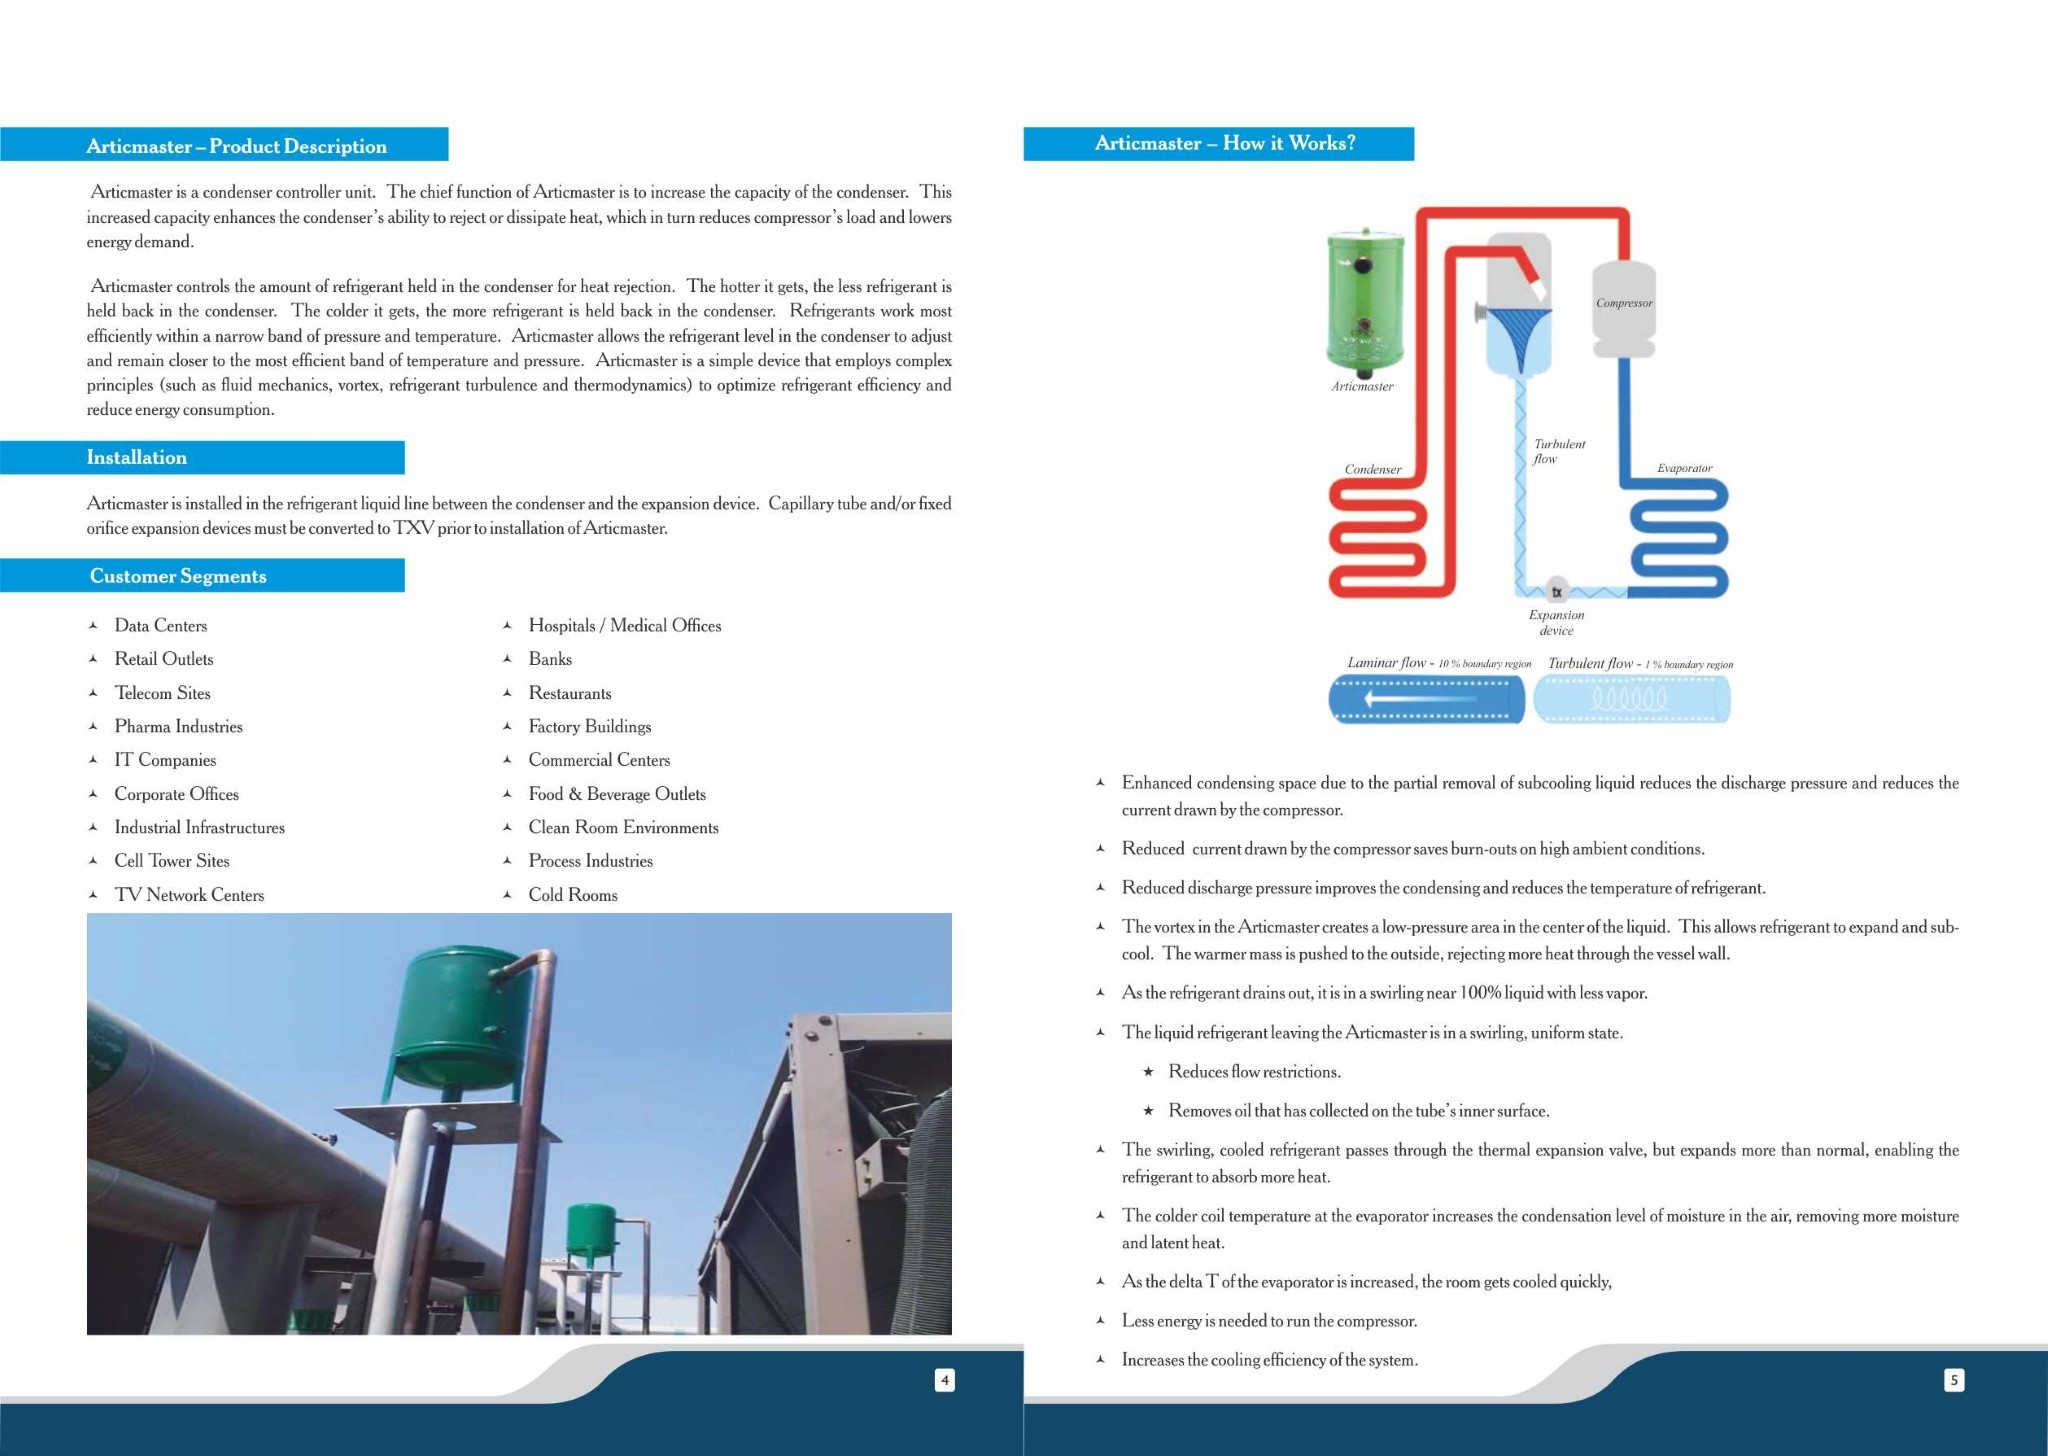 Articmaster – Product Description
Articmaster is a condenser controller unit. The chief function of Articmaster is to increase the capacity of the condenser. This
increased capacity enhances the condenser's ability to reject or dissipate heat, which in turn reduces compressor's load and lowers
energy demand.
Articmaster controls the amount of refrigerant held in the condenser for heat rejection. The hotter it gets, the less refrigerant is
held back in the condenser. The colder it gets, the more refrigerant is held back in the condenser. Refrigerants work most
efficiently within a narrow band of pressure and temperature. Articmaster allows the refrigerant level in the condenser to adjust
and remain closer to the most efficient band of temperature and pressure. Articmaster is a simple device that employs complex
principles (such as fluid mechanics, vortex, refrigerant turbulence and thermodynamics) to optimize refrigerant efficiency and
reduce energy consumption.
Installation
Articmaster is installed in the refrigerant liquid line between the condenser and the expansion device. Capillary tube and/or fixed
orifice expansion devices must be converted to TXV prior to installation of Articmaster.
Customer Segments
Data Centers
Retail Outlets
Telecom Sites
Pharma Industries
IT Companies
Corporate Offices
Industrial Infrastructures
Cell Tower Sites
TV Network Centers
Hospitals / Medical Offices
Banks
Restaurants
Factory Buildings
Commercial Centers
Food & Beverage Outlets
Clean Room Environments
Process Industries
Cold Rooms
4
Articmaster – How it Works?
Articmaster
Compressor
Turbulent
flow
Condenser
Evaporator
tx
Expansion
device
Laminar flow - 10 % boundary region
Turbulent flow - 1 % boundary region
Enhanced condensing space due to the partial removal of subcooling liquid reduces the discharge pressure and reduces the
current drawn by the compressor.
Reduced current drawn by the compressor saves burn-outs on high ambient conditions.
Reduced discharge pressure improves the condensing and reduces the temperature of refrigerant.
The vortex in the Articmaster creates a low-pressure area in the center of the liquid. This allows refrigerant to expand and sub-
cool. The warmer mass is pushed to the outside, rejecting more heat through the vessel wall.
As the refrigerant drains out, it is in a swirling near 100% liquid with less vapor.
The liquid refrigerant leaving the Articmaster is in a swirling, uniform state.
★ Reduces flow restrictions.
★ Removes oil that has collected on the tube's inner surface.
The swirling, cooled refrigerant passes through the thermal expansion valve, but expands more than normal, enabling the
refrigerant to absorb more heat.
The colder coil temperature at the evaporator increases the condensation level of moisture in the air, removing more moisture
and latent heat.
As the delta T of the evaporator is increased, the room gets cooled quickly,
Less energy is needed to run the compressor.
Increases the cooling efficiency of the system.
5